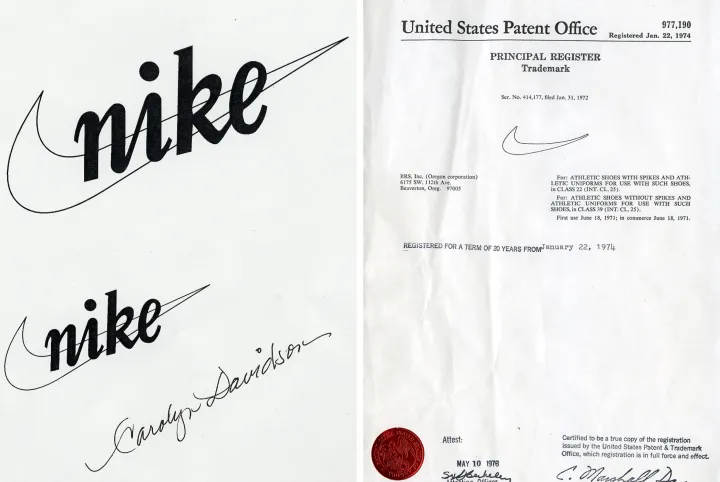 nike
nike
Carolyn Davidson
United States Patent Office
977,190
Registered Jan. 22, 1974
PRINCIPAL REGISTER
Trademark
Ser. No. 414,177, filed Jan. 31, 1972
BRS, Inc. (Oregon corporation)
6175 SW. 112th Ave.
Beaverton, Oreg. 97005
For: ATHLETIC SHOES WITH SPIKES AND ATH-
LETIC UNIFORMS FOR USE WITH SUCH SHOES,
in CLASS 22 (INT. CL. 25).
For: ATHLETIC SHOES WITHOUT SPIKES AND
ATHLETIC UNIFORMS FOR USE WITH SUCH
SHOES, in CLASS 39 (INT. CL. 25).
First use June 18, 1971; in commerce June 18, 1971.
REGISTERED FOR A TERM OF 20 YEARS FROM January 22, 1974
Attest:
MAY 10 1976
Certified to be a true copy of the registration
issued by the United States Patent & Trademark
Office, which registration is in full force and effect.
C. Marshall